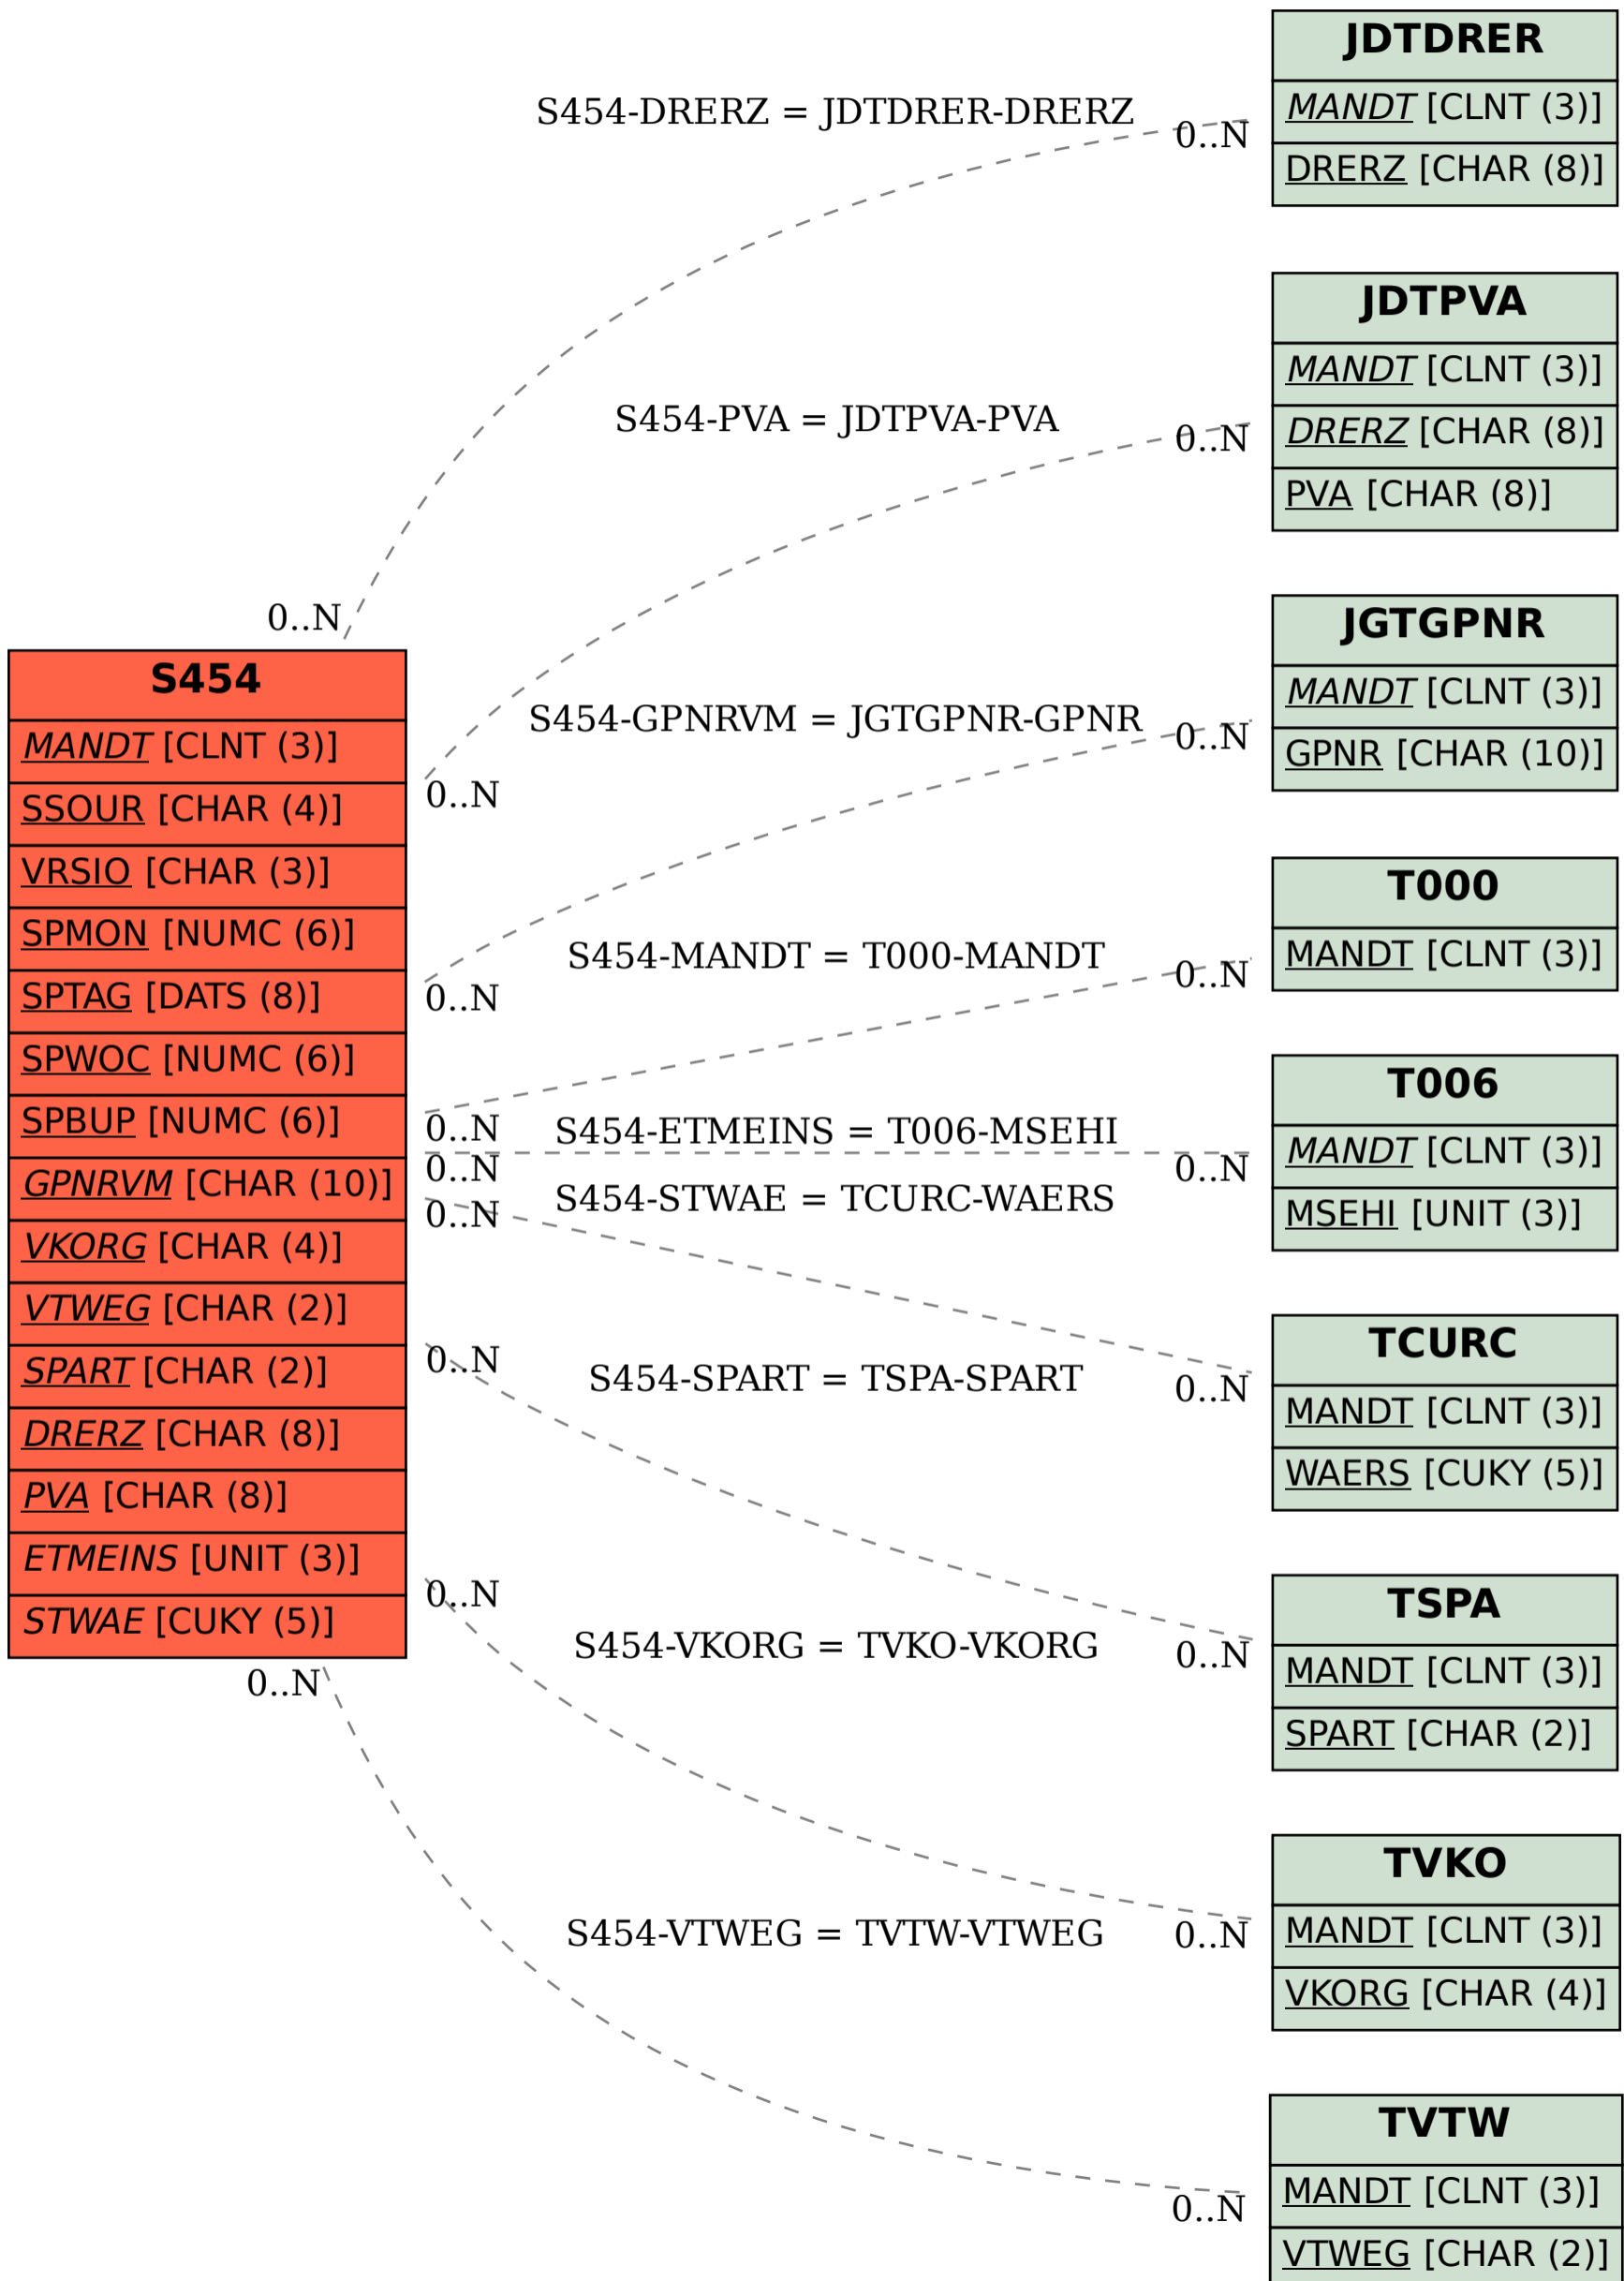 S454
MANDT [CLNT (3)]
SSOUR [CHAR (4)]
VRSIO [CHAR (3)]
SPMON [NUMC (6)]
SPTAG [DATS (8)]
SPWOC [NUMC (6)]
SPBUP [NUMC (6)]
GPNRVM [CHAR (10)]
VKORG [CHAR (4)]
VTWEG [CHAR (2)]
SPART [CHAR (2)]
DRERZ [CHAR (8)]
PVA [CHAR (8)]
ETMEINS [UNIT (3)]
STWAE [CUKY (5)]
S454-DRERZ = JDTDRER-DRERZ
0..N
0..N
S454-PVA = JDTPVA-PVA
0..N
0..N
S454-GPNRVM = JGTGPNR-GPNR
0..N
0..N
S454-MANDT = T000-MANDT
0..N
0..N
S454-ETMEINS = T006-MSEHI
0..N
0..N
S454-STWAE = TCURC-WAERS
0..N
0..N
S454-SPART = TSPA-SPART
0..N
0..N
S454-VKORG = TVKO-VKORG
0..N
0..N
S454-VTWEG = TVTW-VTWEG
0..N
0..N
JDTDRER
MANDT [CLNT (3)]
DRERZ [CHAR (8)]
JDTPVA
MANDT [CLNT (3)]
DRERZ [CHAR (8)]
PVA [CHAR (8)]
JGTGPNR
MANDT [CLNT (3)]
GPNR [CHAR (10)]
T000
MANDT [CLNT (3)]
T006
MANDT [CLNT (3)]
MSEHI [UNIT (3)]
TCURC
MANDT [CLNT (3)]
WAERS [CUKY (5)]
TSPA
MANDT [CLNT (3)]
SPART [CHAR (2)]
TVKO
MANDT [CLNT (3)]
VKORG [CHAR (4)]
TVTW
MANDT [CLNT (3)]
VTWEG [CHAR (2)]